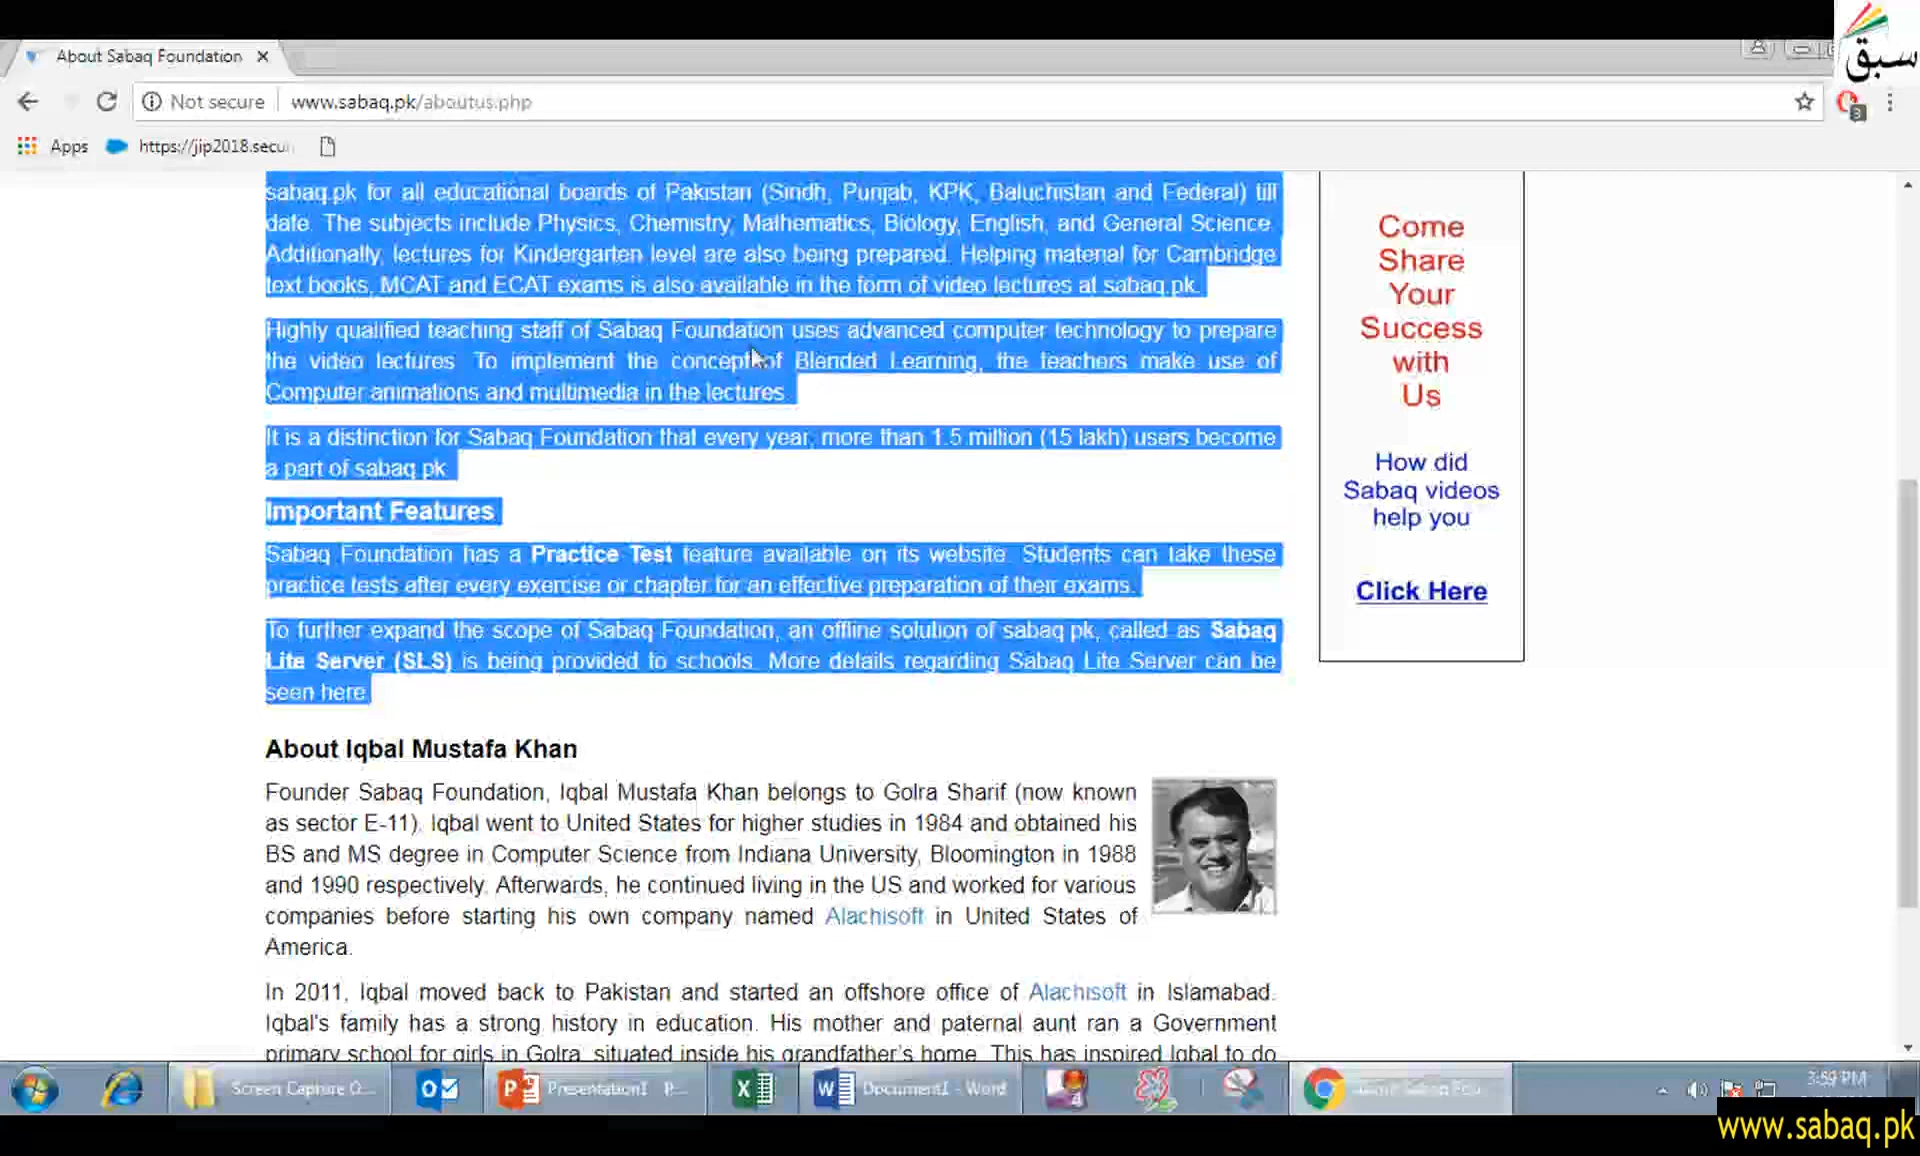 سبق
About Sabaq Foundation
Not secure www.sabaq.pk/aboutus.php
3
Apps https://jip2018.secu
sabaq.pk for all educational boards of Pakistan (Sindh, Punjab, KPK, Baluchistan and Federal) till
date. The subjects include Physics, Chemistry, Mathematics, Biology, English, and General Science.
Additionally, lectures for Kindergarten level are also being prepared. Helping material for Cambridge
text books, MCAT and ECAT exams is also available in the form of video lectures at sabaq.pk.
Highly qualified teaching staff of Sabaq Foundation uses advanced computer technology to prepare
the video lectures. To implement the concept of Blended Learning, the teachers make use of
Computer animations and multimedia in the lectures.
It is a distinction for Sabaq Foundation that every year, more than 1.5 million (15 lakh) users become
a part of sabaq.pk.
Important Features
Sabaq Foundation has a Practice Test feature available on its website. Students can take these
practice tests after every exercise or chapter for an effective preparation of their exams.
To further expand the scope of Sabaq Foundation, an offline solution of sabaq.pk, called as Sabaq
Lite Server (SLS) is being provided to schools. More details regarding Sabaq Lite Server can be
seen here.
About Iqbal Mustafa Khan
Founder Sabaq Foundation, Iqbal Mustafa Khan belongs to Golra Sharif (now known
as sector E-11). Iqbal went to United States for higher studies in 1984 and obtained his
BS and MS degree in Computer Science from Indiana University, Bloomington in 1988
and 1990 respectively. Afterwards, he continued living in the US and worked for various
companies before starting his own company named Alachisoft in United States of
America.
In 2011, Iqbal moved back to Pakistan and started an offshore office of Alachisoft in Islamabad.
Iqbal's family has a strong history in education. His mother and paternal aunt ran a Government
primary school for girls in Golra, situated inside his grandfather's home. This has inspired Iqbal to do
Come
Share
Your
Success
with
Us
How did
Sabaq videos
help you
Click Here
Screen Capture O...
Presentation1 P...
Document1 - Word
About Sabaq Fou...
3:59 PM
www.sabaq.pk